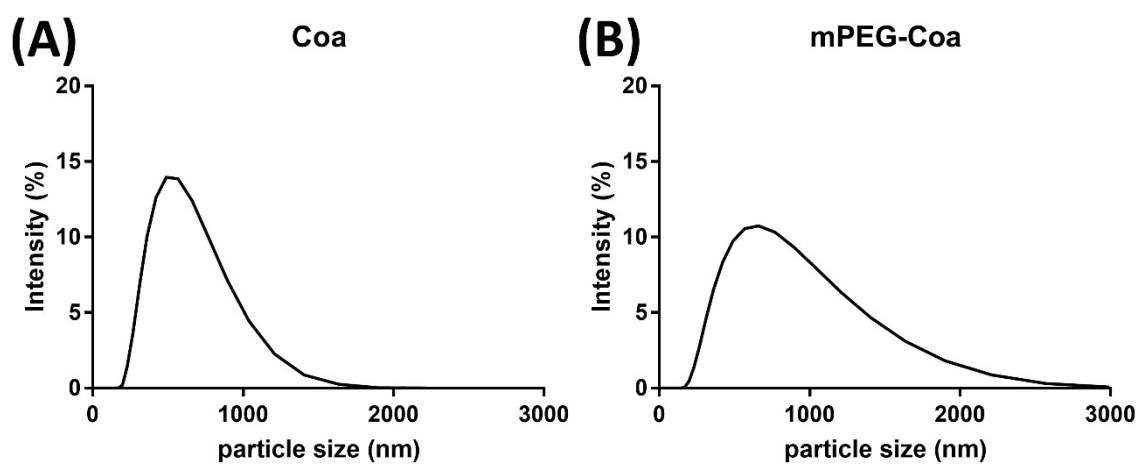 (A)
Coa
Intensity (%)
20
15
10
5
0
0 1000 2000 3000
particle size (nm)
(B)
mPEG-Coa
Intensity (%)
20
15
10
5
0
0 1000 2000 3000
particle size (nm)